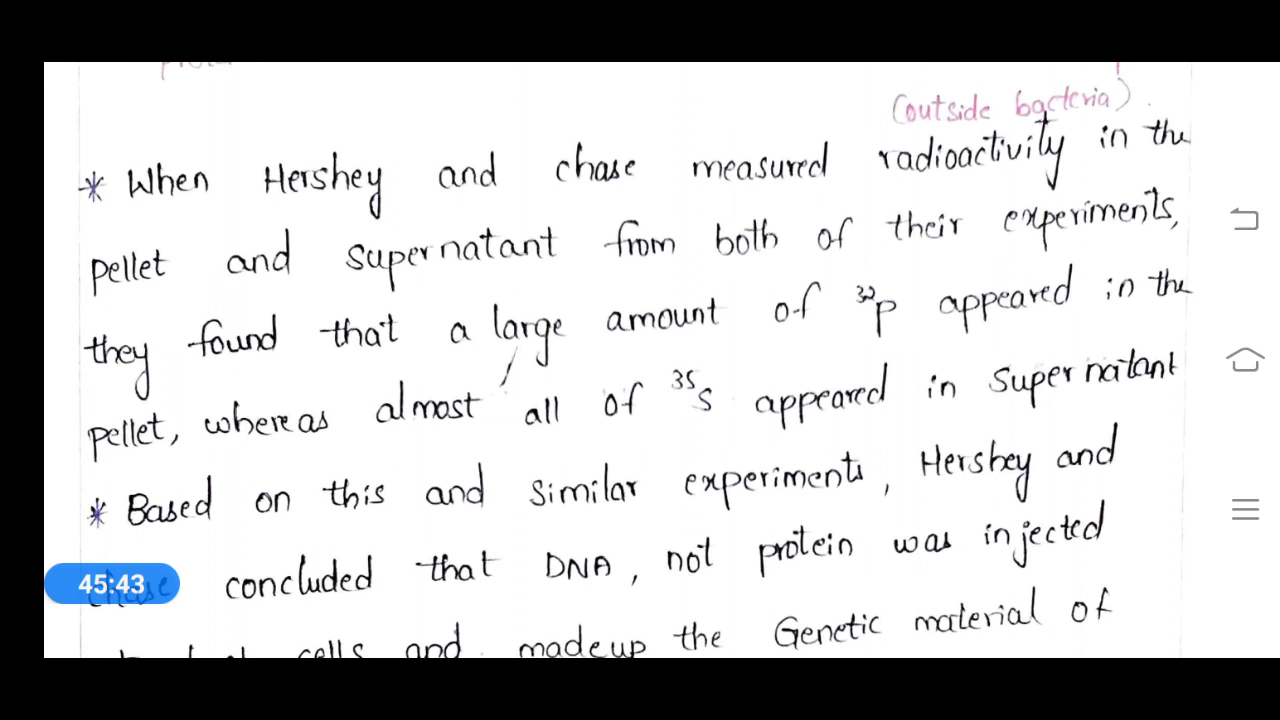 (outside bacteria).
* When Hershey and chase measured radioactivity in the
pellet and supernatant from both of their experiments,
they found that a large amount of ³²P appeared in the
pellet, whereas almost all of ³⁵S appeared in supernatant
* Based on this and similar experiments, Hershey and
concluded that DNA, not protein was injected
45:43
cells and madeup the Genetic material of